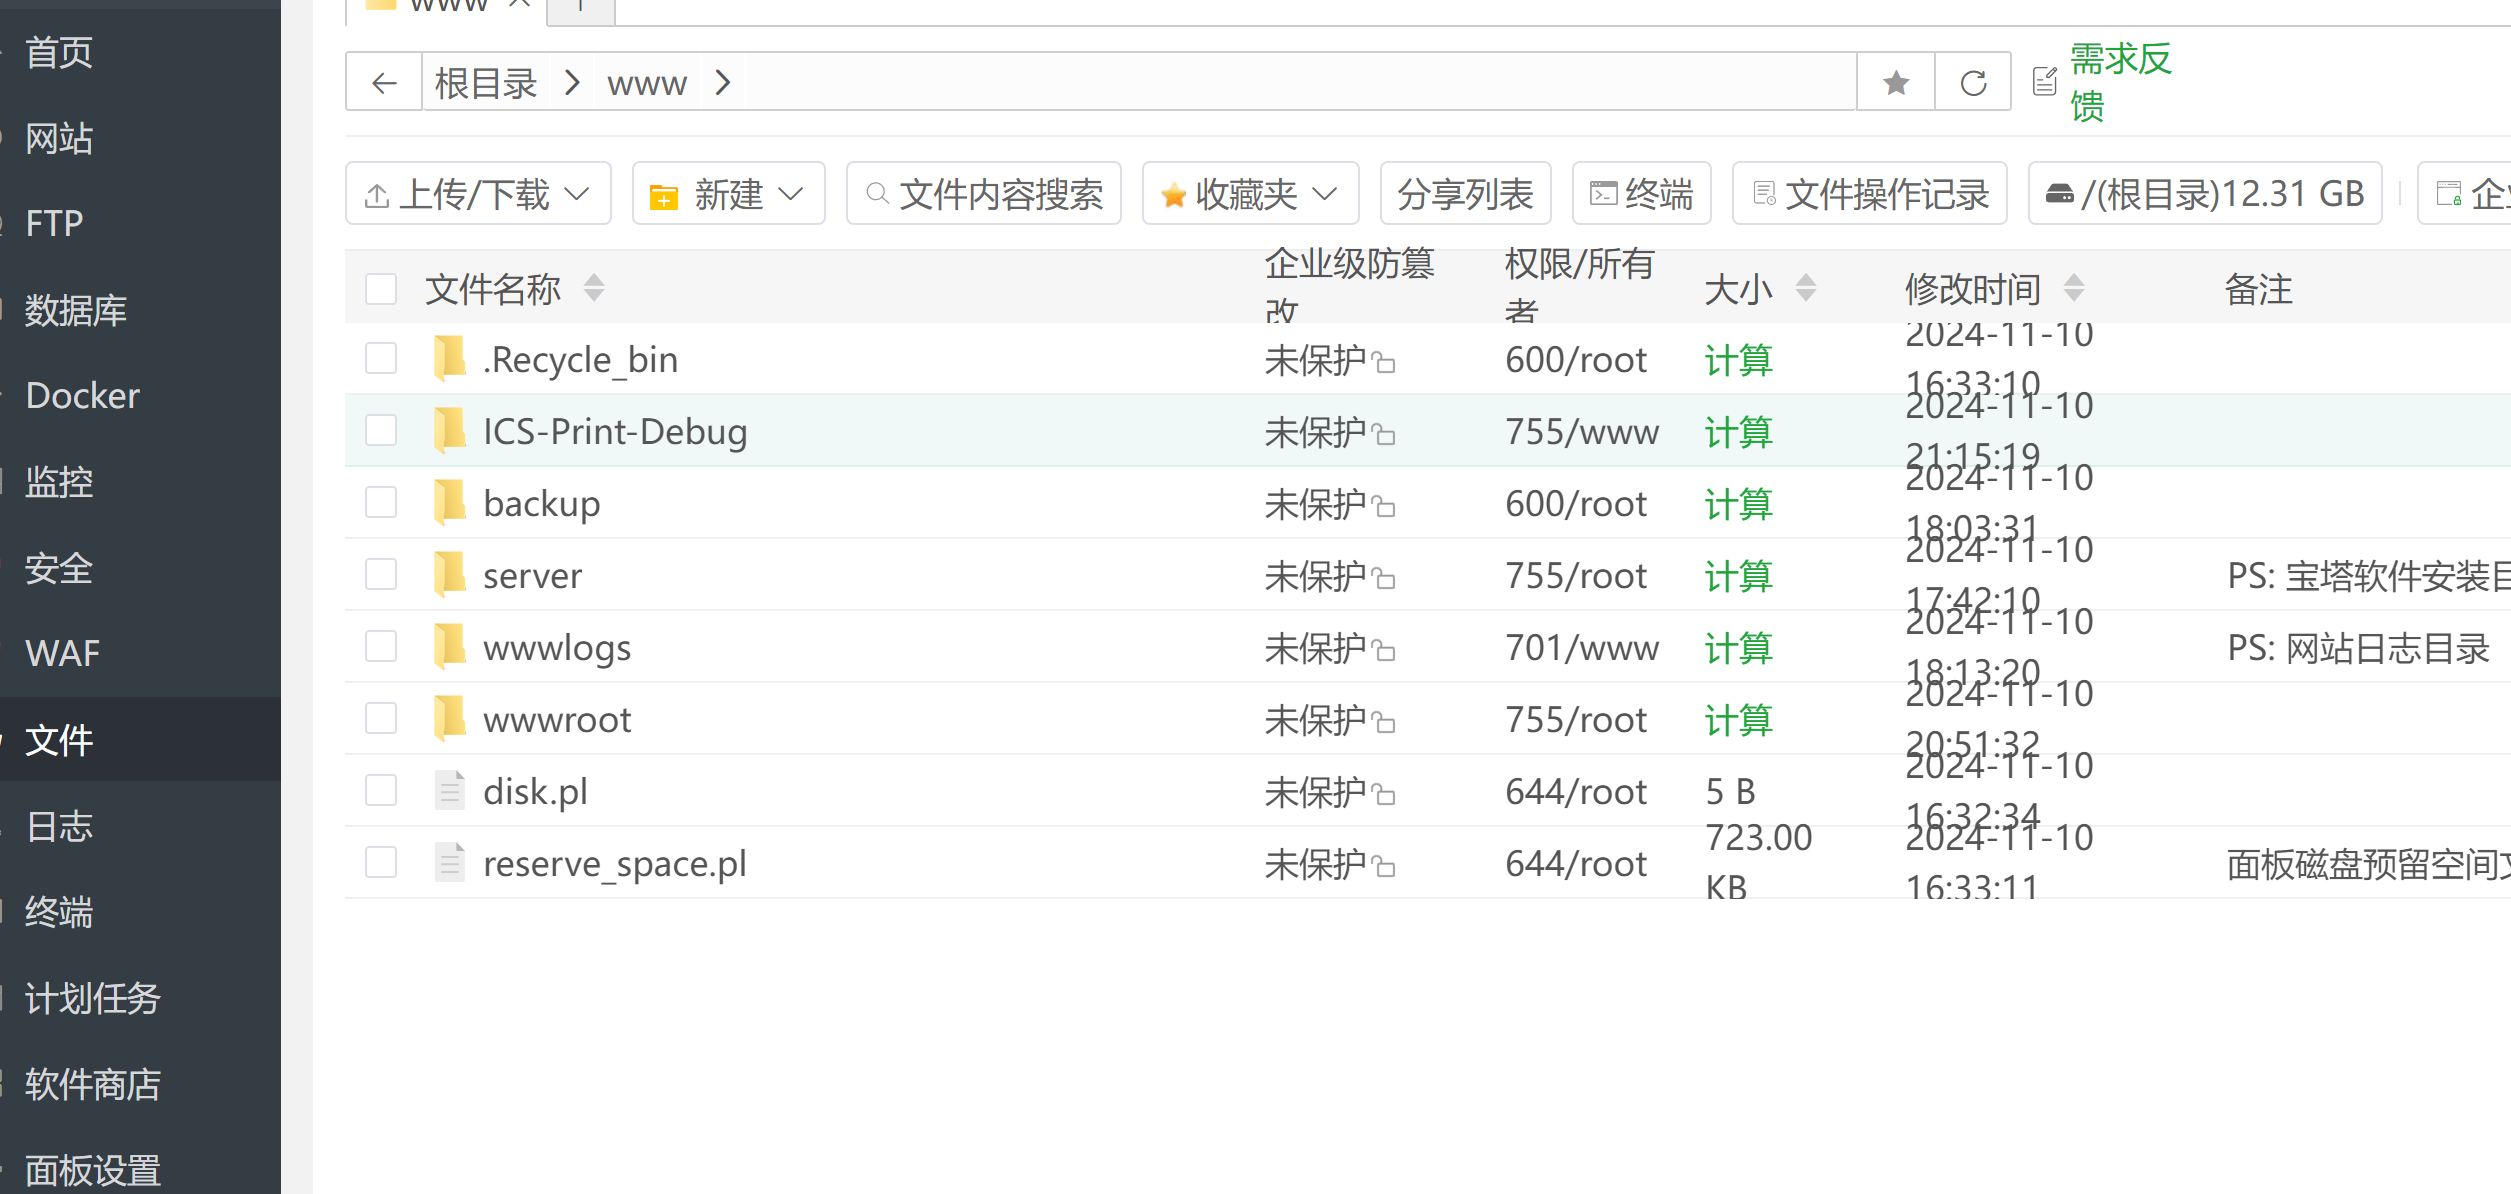 www
首页
网站
FTP
数据库
Docker
监控
安全
WAF
文件
日志
终端
计划任务
软件商店
面板设置
根目录 www
需求反
馈
上传/下载 新建 文件内容搜索 收藏夹 分享列表 终端 文件操作记录 /(根目录)12.31 GB
文件名称 企业级防篡
改 权限/所有
者 大小 修改时间 备注
.Recycle_bin 未保护 600/root 计算 2024-11-10
16:33:10
ICS-Print-Debug 未保护 755/www 计算 2024-11-10
21:15:19
backup 未保护 600/root 计算 2024-11-10
18:03:31
server 未保护 755/root 计算 2024-11-10
17:42:10 PS: 宝塔软件安装目
wwwlogs 未保护 701/www 计算 2024-11-10
18:13:20 PS: 网站日志目录
wwwroot 未保护 755/root 计算 2024-11-10
20:51:32
disk.pl 未保护 644/root 5 B 2024-11-10
16:32:34
reserve_space.pl 未保护 644/root 723.00
KB 2024-11-10
16:33:11 面板磁盘预留空间